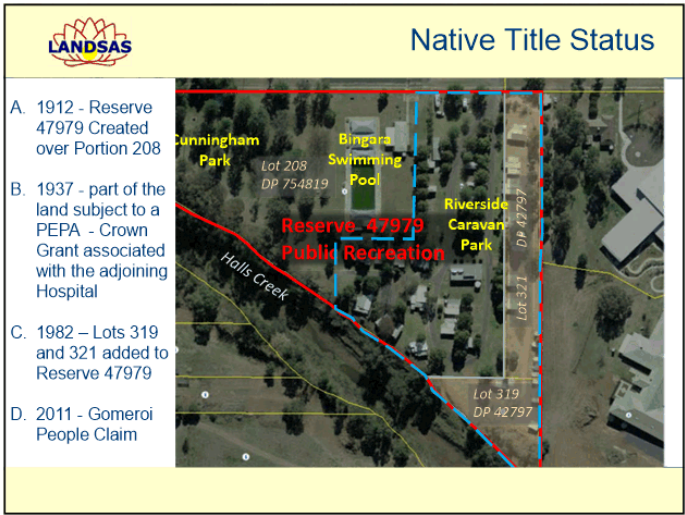 LANDSAS
Native Title Status
A. 1912 - Reserve
47979 Created
over Portion 208
B. 1937 - part of the
land subject to a
PEPA - Crown
Grant associated
with the adjoining
Hospital
C. 1982 – Lots 319
and 321 added to
Reserve 47979
D. 2011 - Gomeroi
People Claim
Cunningham
Park
Lot 208
DP 754819
Bingara
Swimming
Pool
Riverside
Caravan
Park
Reserve 47979
Public Recreation
Halls Creek
Lot 321 DP 42797
Lot 319
DP 42797